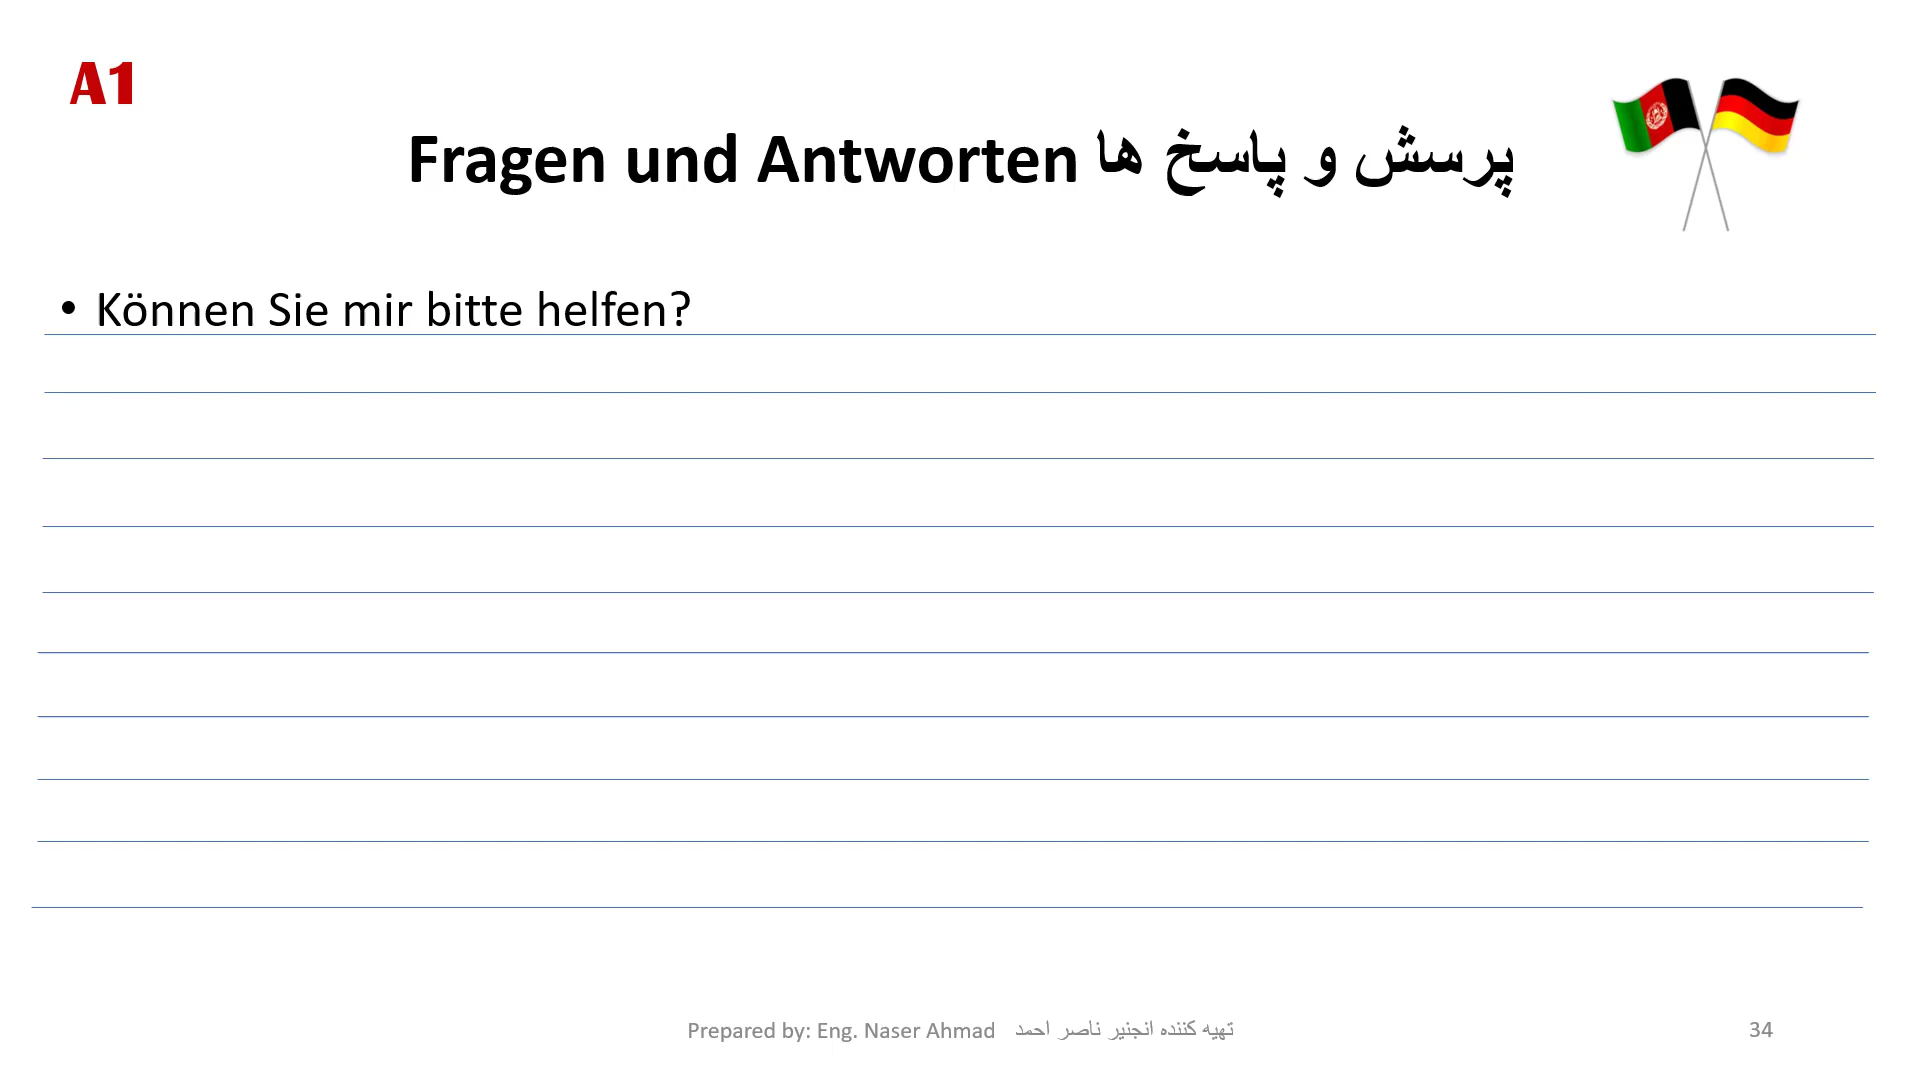 A1
Fragen und Antworten پرسش و پاسخ ها
• Können Sie mir bitte helfen?
Prepared by: Eng. Naser Ahmad تهیه کننده انجنیر ناصر احمد
34